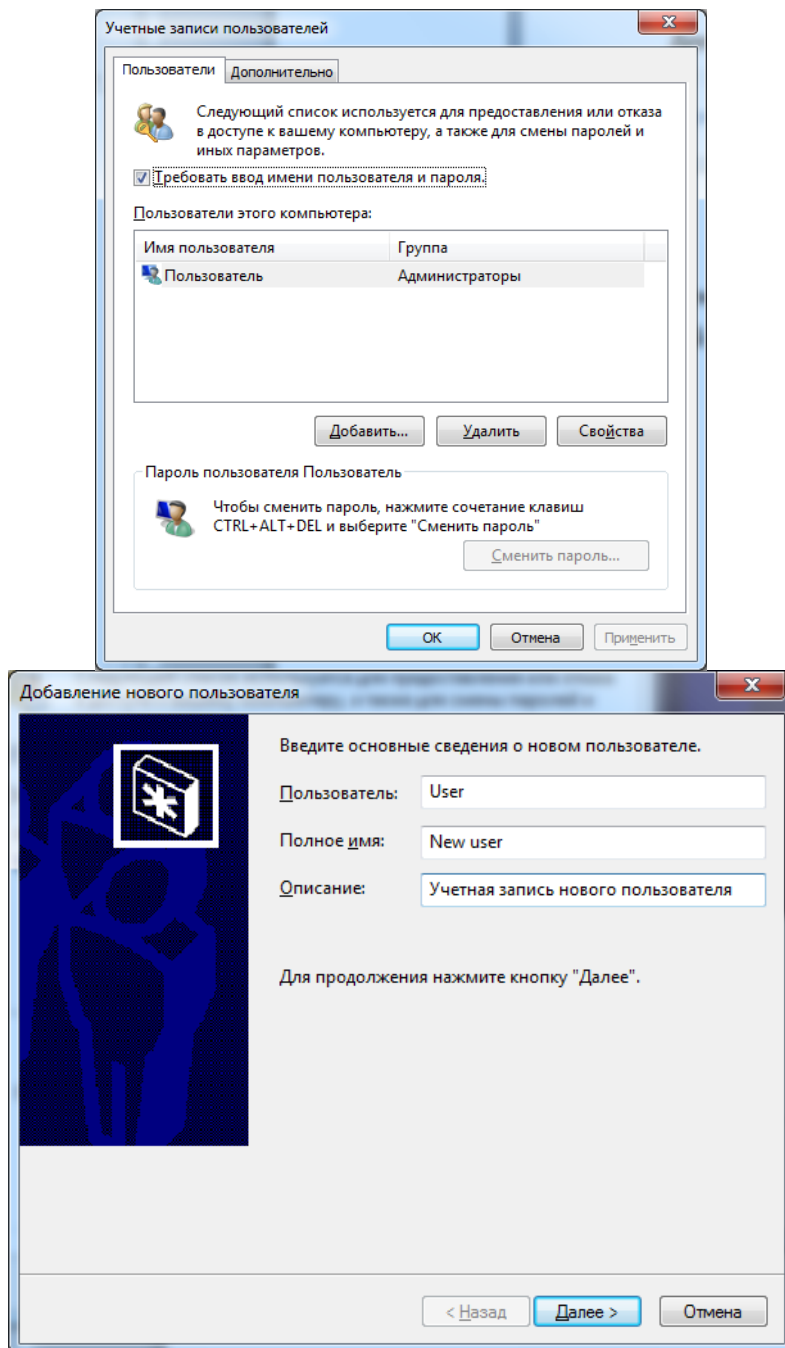 Учетные записи пользователей
Пользователи Дополнительно
Следующий список используется для предоставления или отказа
в доступе к вашему компьютеру, а также для смены паролей и
иных параметров.
Требовать ввод имени пользователя и пароля.
Пользователи этого компьютера:
Имя пользователя Группа
Пользователь Администраторы
Добавить... Удалить Свойства
Пароль пользователя Пользователь
Чтобы сменить пароль, нажмите сочетание клавиш
CTRL+ALT+DEL и выберите "Сменить пароль"
Сменить пароль...
ОК Отмена Применить
Добавление нового пользователя
Введите основные сведения о новом пользователе.
Пользователь: User
Полное имя: New user
Описание: Учетная запись нового пользователя
Для продолжения нажмите кнопку "Далее".
< Назад Далее > Отмена